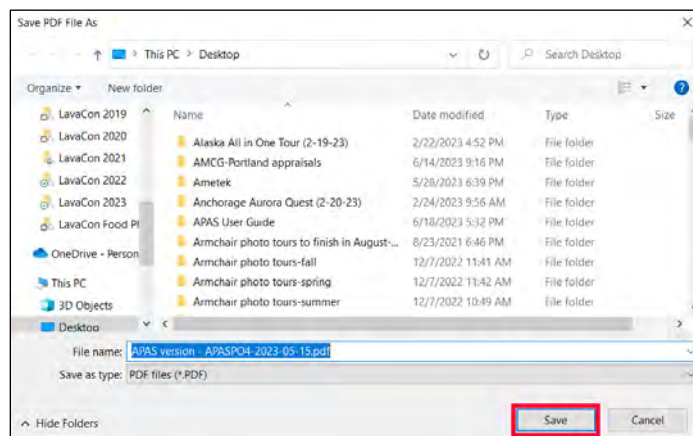 Save PDF File As
This PC > Desktop
Search Desktop
Organize
New folder
LavaCon 2019
LavaCon 2020
LavaCon 2021
LavaCon 2022
LavaCon 2023
LavaCon Food Pl
OneDrive - Person
This PC
3D Objects
Desktop
Name Date modified Type Size
Alaska All in One Tour (2-19-23) 2/22/2023 4:52 PM File folder
AMCG-Portland appraisals 6/14/2023 9:16 PM File folder
Ametek 5/28/2023 6:39 PM File folder
Anchorage Aurora Quest (2-20-23) 2/24/2023 9:56 AM File folder
APAS User Guide 6/18/2023 5:32 PM File folder
Armchair photo tours to finish in August-... 8/23/2021 6:46 PM File folder
Armchair photo tours-fall 12/7/2022 11:41 AM File folder
Armchair photo tours-spring 12/7/2022 11:42 AM File folder
Armchair photo tours-summer 12/7/2022 10:49 AM File folder
File name: APAS version - APASPO4-2023-05-15.pdf
Save as type: PDF files (*.PDF)
Hide Folders
Save
Cancel